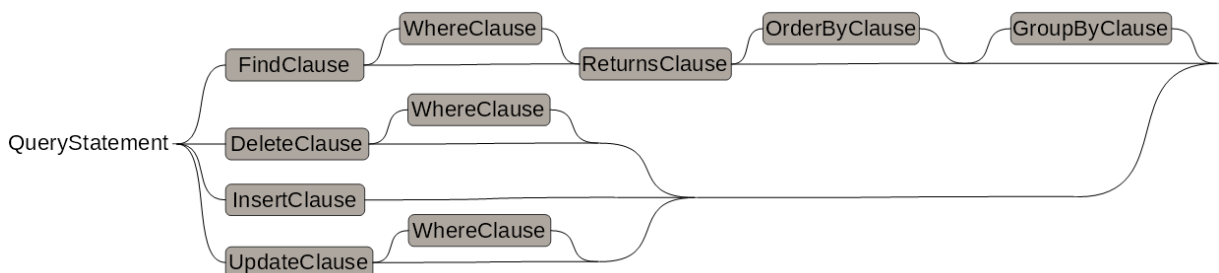 WhereClause
OrderByClause
GroupByClause
FindClause
ReturnsClause
WhereClause
QueryStatement
DeleteClause
InsertClause
WhereClause
UpdateClause